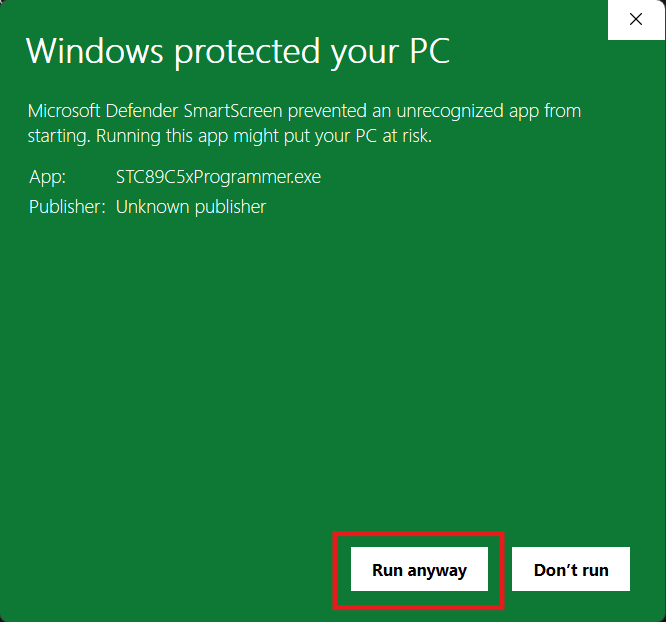 Windows protected your PC
Microsoft Defender SmartScreen prevented an unrecognized app from
starting. Running this app might put your PC at risk.
App: STC89C5xProgrammer.exe
Publisher: Unknown publisher
Run anyway Don’t run